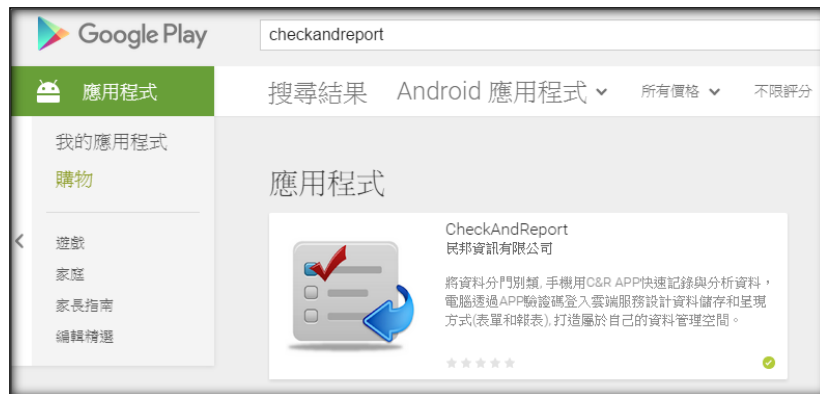 Google Play
checkandreport
應用程式
搜尋結果 Android 應用程式 所有價格 不限評分
我的應用程式
購物
遊戲
家庭
家長指南
編輯精選
應用程式
CheckAndReport
民邦資訊有限公司
將資料分門別類, 手機用C&R APP快速記錄與分析資料，
電腦透過APP驗證碼登入雲端服務設計資料儲存和呈現
方式(表單和報表), 打造屬於自己的資料管理空間。